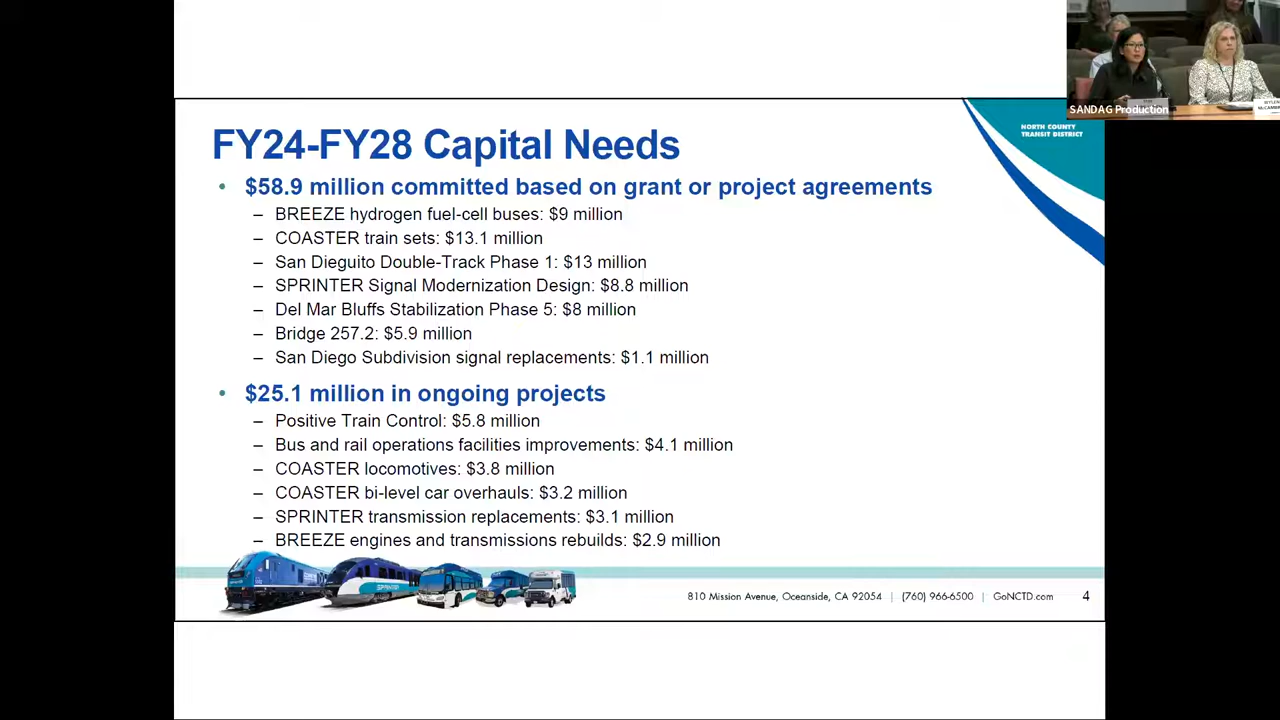 SANDAG Production
NORTH COUNTY
TRANSIT DISTRICT
FY24-FY28 Capital Needs
• $58.9 million committed based on grant or project agreements
– BREEZE hydrogen fuel-cell buses: $9 million
– COASTER train sets: $13.1 million
– San Dieguito Double-Track Phase 1: $13 million
– SPRINTER Signal Modernization Design: $8.8 million
– Del Mar Bluffs Stabilization Phase 5: $8 million
– Bridge 257.2: $5.9 million
– San Diego Subdivision signal replacements: $1.1 million
• $25.1 million in ongoing projects
– Positive Train Control: $5.8 million
– Bus and rail operations facilities improvements: $4.1 million
– COASTER locomotives: $3.8 million
– COASTER bi-level car overhauls: $3.2 million
– SPRINTER transmission replacements: $3.1 million
– BREEZE engines and transmissions rebuilds: $2.9 million
SPRINTER
810 Mission Avenue, Oceanside, CA 92054 | (760) 966-6500 | GoNCTD.com 4